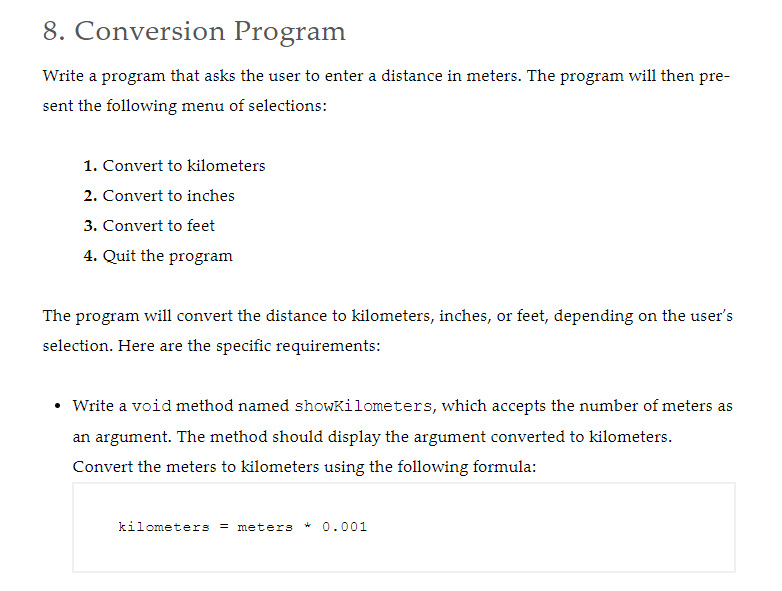 8. Conversion Program
Write a program that asks the user to enter a distance in meters. The program will then pre-
sent the following menu of selections:
1. Convert to kilometers
2. Convert to inches
3. Convert to feet
4. Quit the program
The program will convert the distance to kilometers, inches, or feet, depending on the user's
selection. Here are the specific requirements:
• Write a void method named showKilometers, which accepts the number of meters as
an argument. The method should display the argument converted to kilometers.
Convert the meters to kilometers using the following formula:
kilometers = meters * 0.001